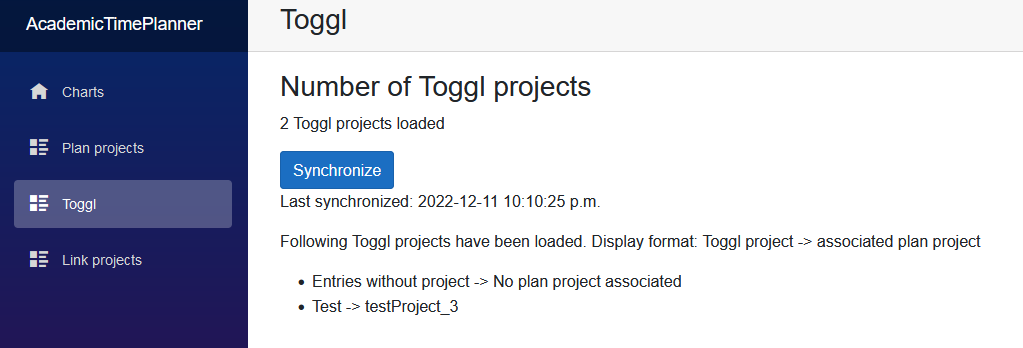 AcademicTimePlanner
Charts
Plan projects
Toggl
Link projects
Toggl
Number of Toggl projects
2 Toggl projects loaded
Synchronize
Last synchronized: 2022-12-11 10:10:25 p.m.
Following Toggl projects have been loaded. Display format: Toggl project -> associated plan project
• Entries without project -> No plan project associated
• Test -> testProject_3